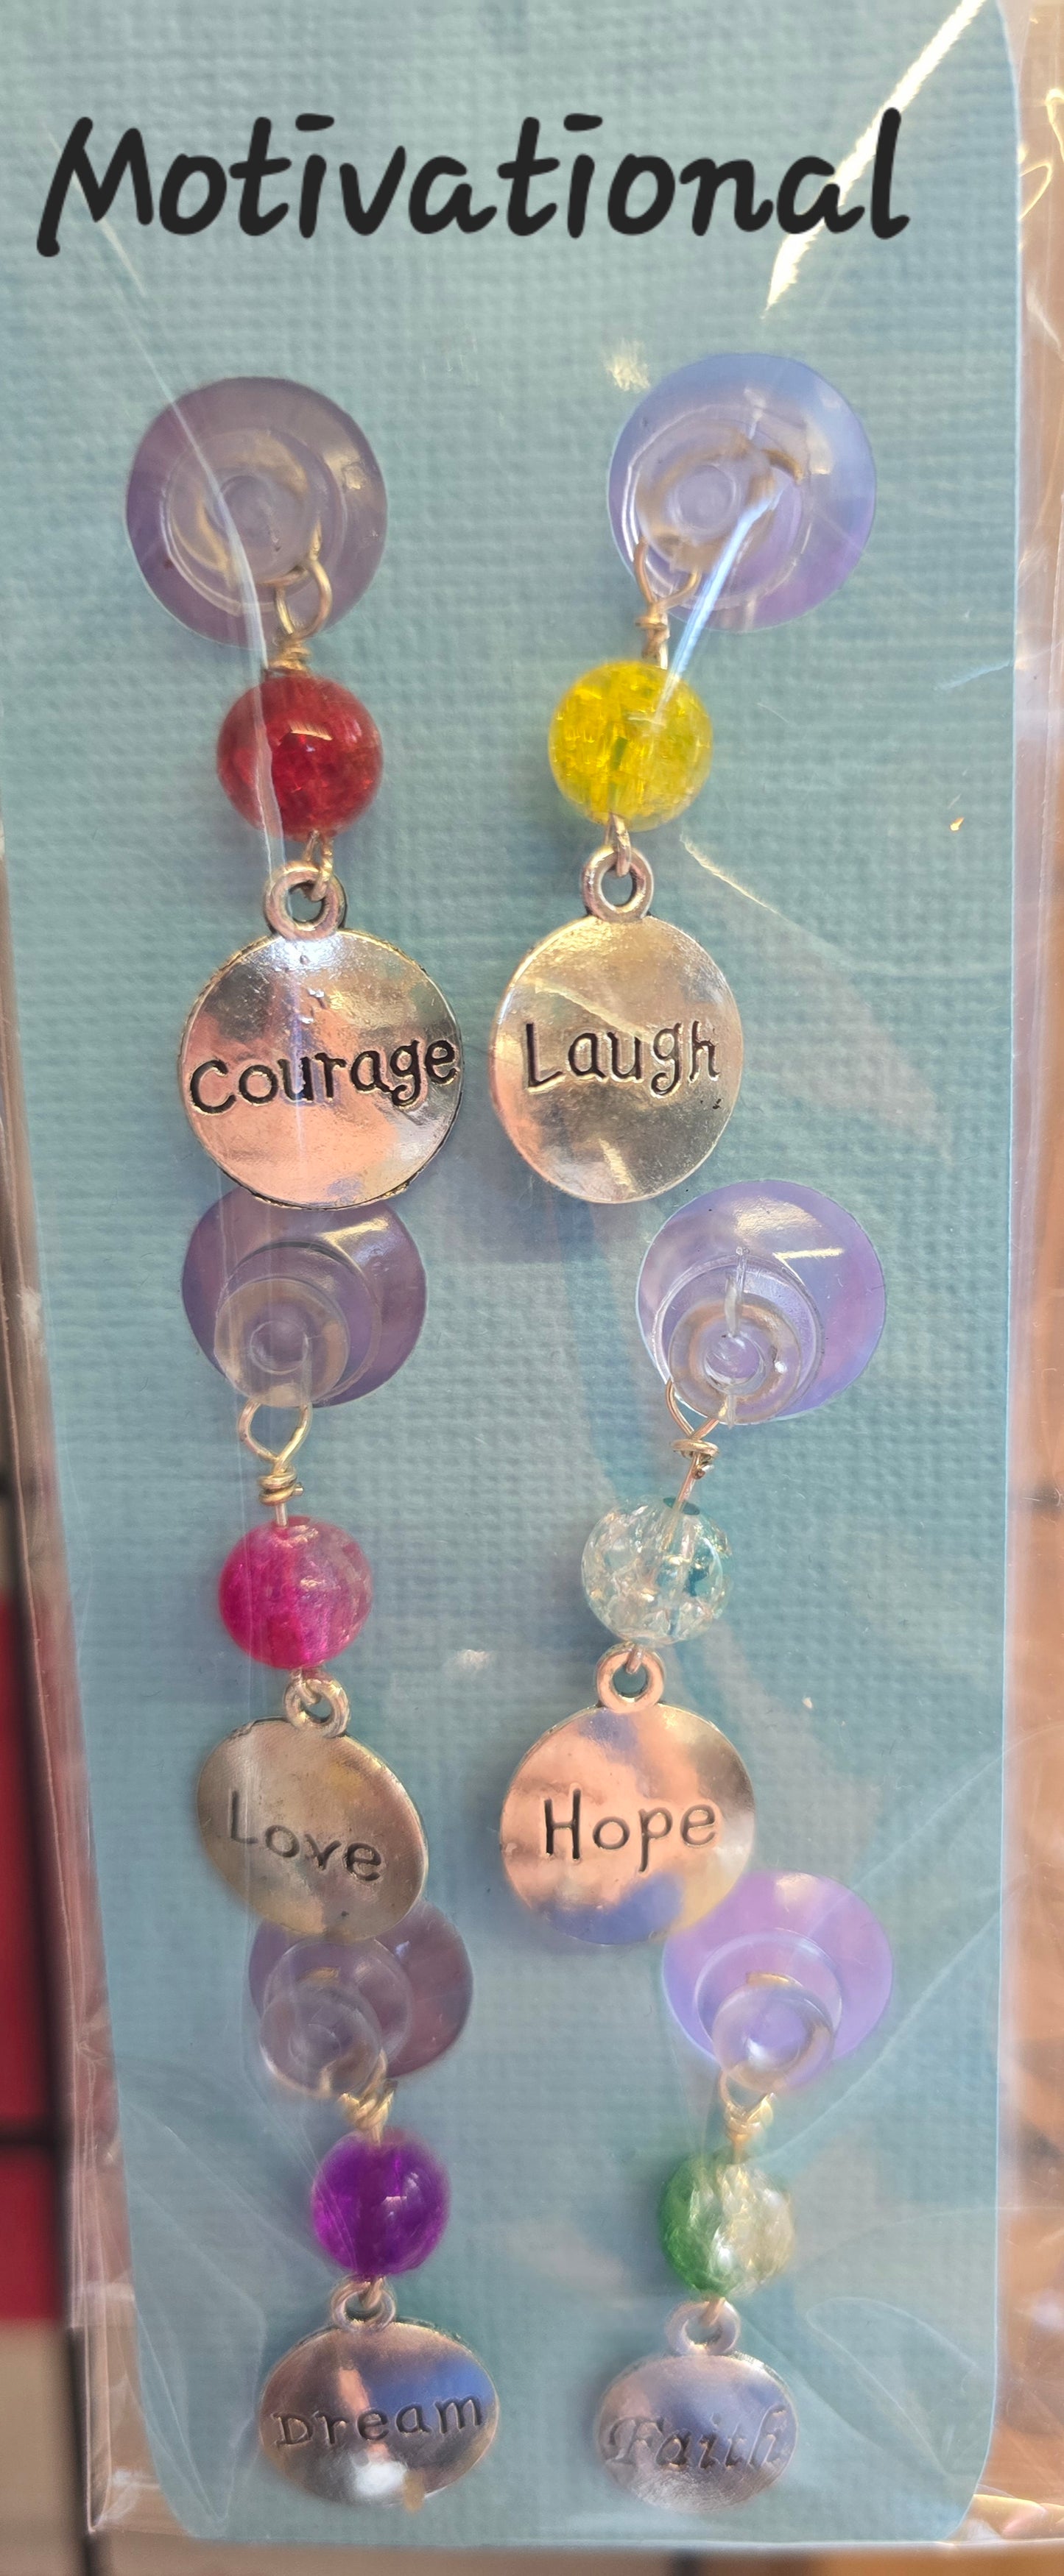 Motivational
Courage
Laugh
Love
Hope
Dream
Faith